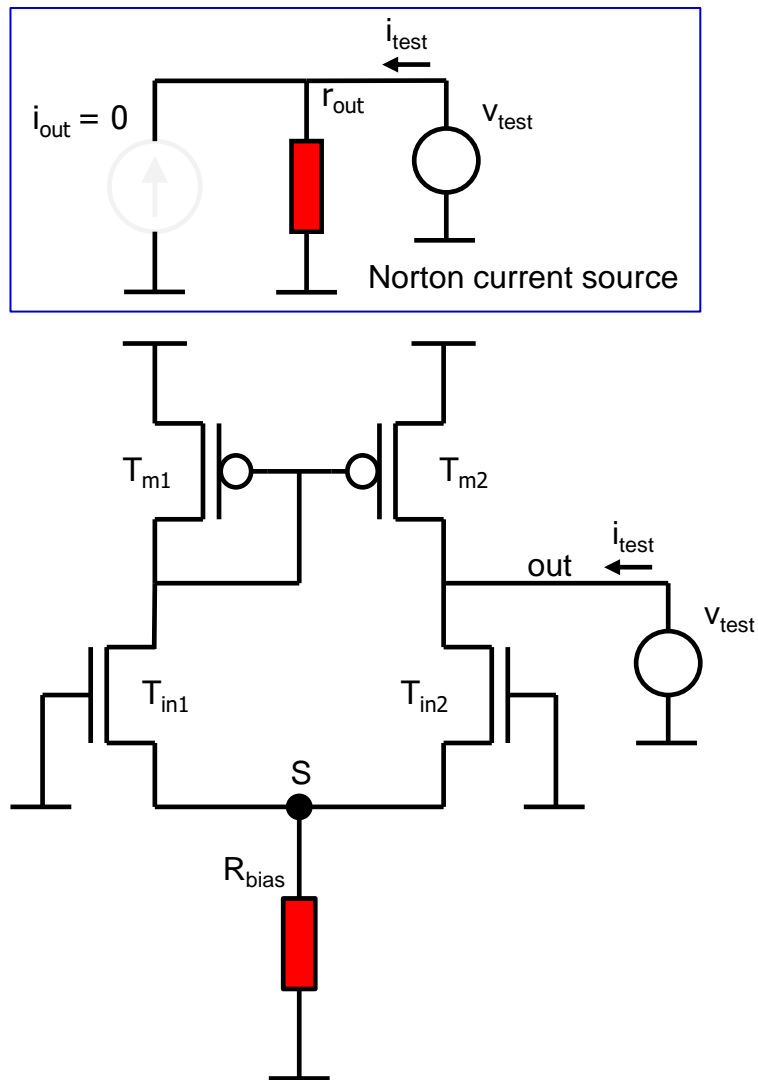 i_test
i_out = 0
r_out
v_test
Norton current source
T_m1
T_m2
i_test
out
v_test
T_in1
T_in2
S
R_bias